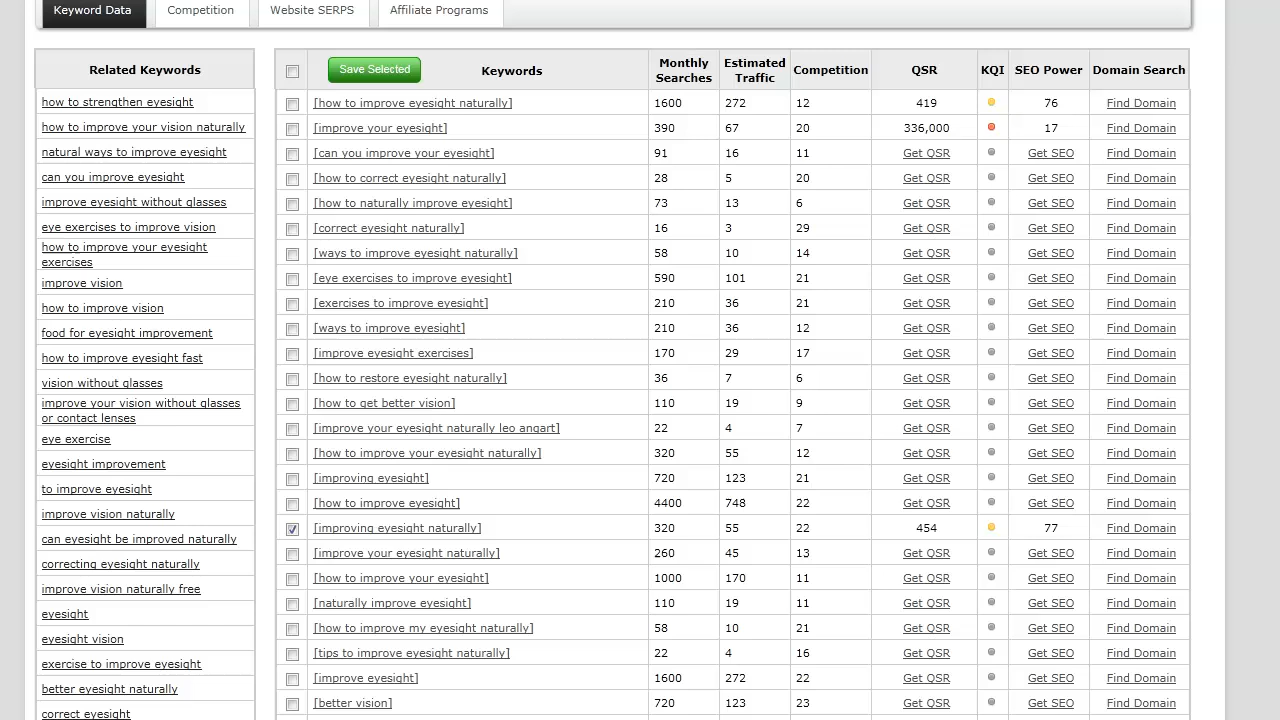 Keyword Data Competition Website SERPS Affiliate Programs
Related Keywords
how to strengthen eyesight
how to improve your vision naturally
natural ways to improve eyesight
can you improve eyesight
improve eyesight without glasses
eye exercises to improve vision
how to improve your eyesight
exercises
improve vision
how to improve vision
food for eyesight improvement
how to improve eyesight fast
vision without glasses
improve your vision without glasses
or contact lenses
eye exercise
eyesight improvement
to improve eyesight
improve vision naturally
can eyesight be improved naturally
correcting eyesight naturally
improve vision naturally free
eyesight
eyesight vision
exercise to improve eyesight
better eyesight naturally
correct eyesight
Save Selected Keywords Monthly Searches Estimated Traffic Competition QSR KQI SEO Power Domain Search
[how to improve eyesight naturally] 1600 272 12 419 76 Find Domain
[improve your eyesight] 390 67 20 336,000 17 Find Domain
[can you improve your eyesight] 91 16 11 Get QSR Get SEO Find Domain
[how to correct eyesight naturally] 28 5 20 Get QSR Get SEO Find Domain
[how to naturally improve eyesight] 73 13 6 Get QSR Get SEO Find Domain
[correct eyesight naturally] 16 3 29 Get QSR Get SEO Find Domain
[ways to improve eyesight naturally] 58 10 14 Get QSR Get SEO Find Domain
[eye exercises to improve eyesight] 590 101 21 Get QSR Get SEO Find Domain
[exercises to improve eyesight] 210 36 21 Get QSR Get SEO Find Domain
[ways to improve eyesight] 210 36 12 Get QSR Get SEO Find Domain
[improve eyesight exercises] 170 29 17 Get QSR Get SEO Find Domain
[how to restore eyesight naturally] 36 7 6 Get QSR Get SEO Find Domain
[how to get better vision] 110 19 9 Get QSR Get SEO Find Domain
[improve your eyesight naturally leo angart] 22 4 7 Get QSR Get SEO Find Domain
[how to improve your eyesight naturally] 320 55 12 Get QSR Get SEO Find Domain
[improving eyesight] 720 123 21 Get QSR Get SEO Find Domain
[how to improve eyesight] 4400 748 22 Get QSR Get SEO Find Domain
[improving eyesight naturally] 320 55 22 454 77 Find Domain
[improve your eyesight naturally] 260 45 13 Get QSR Get SEO Find Domain
[how to improve your eyesight] 1000 170 11 Get QSR Get SEO Find Domain
[naturally improve eyesight] 110 19 11 Get QSR Get SEO Find Domain
[how to improve my eyesight naturally] 58 10 21 Get QSR Get SEO Find Domain
[tips to improve eyesight naturally] 22 4 16 Get QSR Get SEO Find Domain
[improve eyesight] 1600 272 22 Get QSR Get SEO Find Domain
[better vision] 720 123 23 Get QSR Get SEO Find Domain